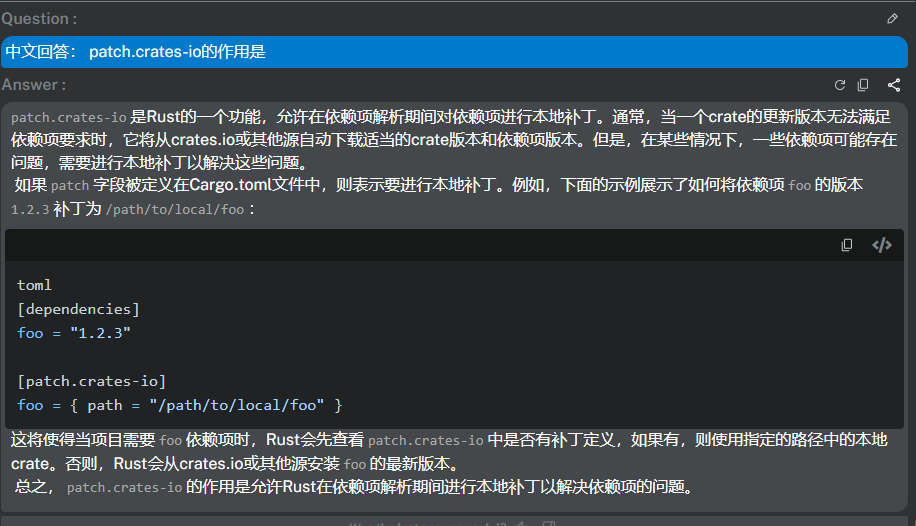 Question :
中文回答： patch.crates-io的作用是
Answer :
patch.crates-io 是Rust的一个功能，允许在依赖项解析期间对依赖项进行本地补丁。通常，当一个crate的更新版本无法满足
依赖项要求时，它将从crates.io或其他源自动下载适当的crate版本和依赖项版本。但是，在某些情况下，一些依赖项可能存在
问题，需要进行本地补丁以解决这些问题。
如果 patch 字段被定义在Cargo.toml文件中，则表示要进行本地补丁。例如，下面的示例展示了如何将依赖项 foo 的版本
1.2.3 补丁为 /path/to/local/foo ：
toml
[dependencies]
foo = "1.2.3"
[patch.crates-io]
foo = { path = "/path/to/local/foo" }
这将使得当项目需要 foo 依赖项时，Rust会先查看 patch.crates-io 中是否有补丁定义，如果有，则使用指定的路径中的本地
crate。否则，Rust会从crates.io或其他源安装 foo 的最新版本。
总之， patch.crates-io 的作用是允许Rust在依赖项解析期间进行本地补丁以解决依赖项的问题。